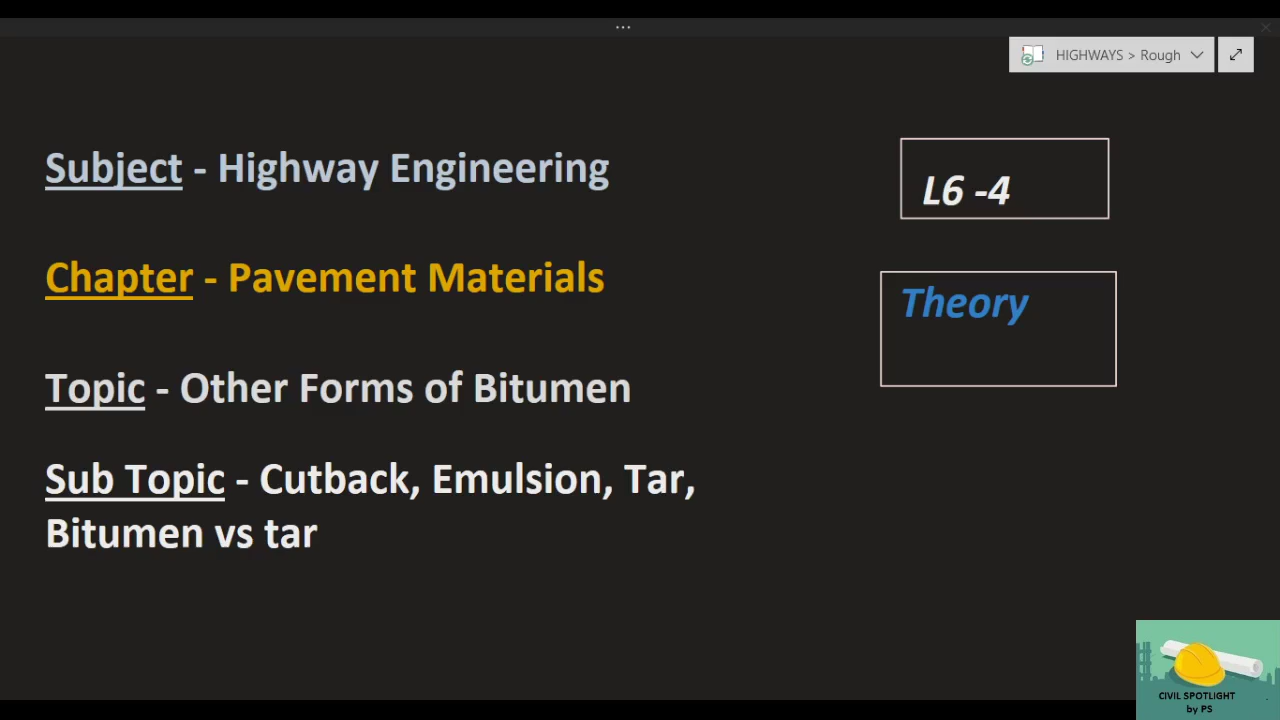 ...
HIGHWAYS > Rough
Subject - Highway Engineering
L6 -4
Chapter - Pavement Materials
Theory
Topic - Other Forms of Bitumen
Sub Topic - Cutback, Emulsion, Tar,
Bitumen vs tar
CIVIL SPOTLIGHT
by PS